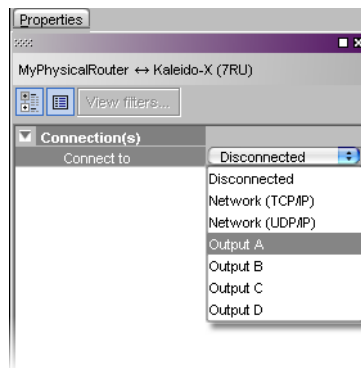 Properties
MyPhysicalRouter ↔ Kaleido-X (7RU)
View filters...
Connection(s)
Connect to Disconnected
Disconnected
Network (TCP/IP)
Network (UDP/IP)
Output A
Output B
Output C
Output D